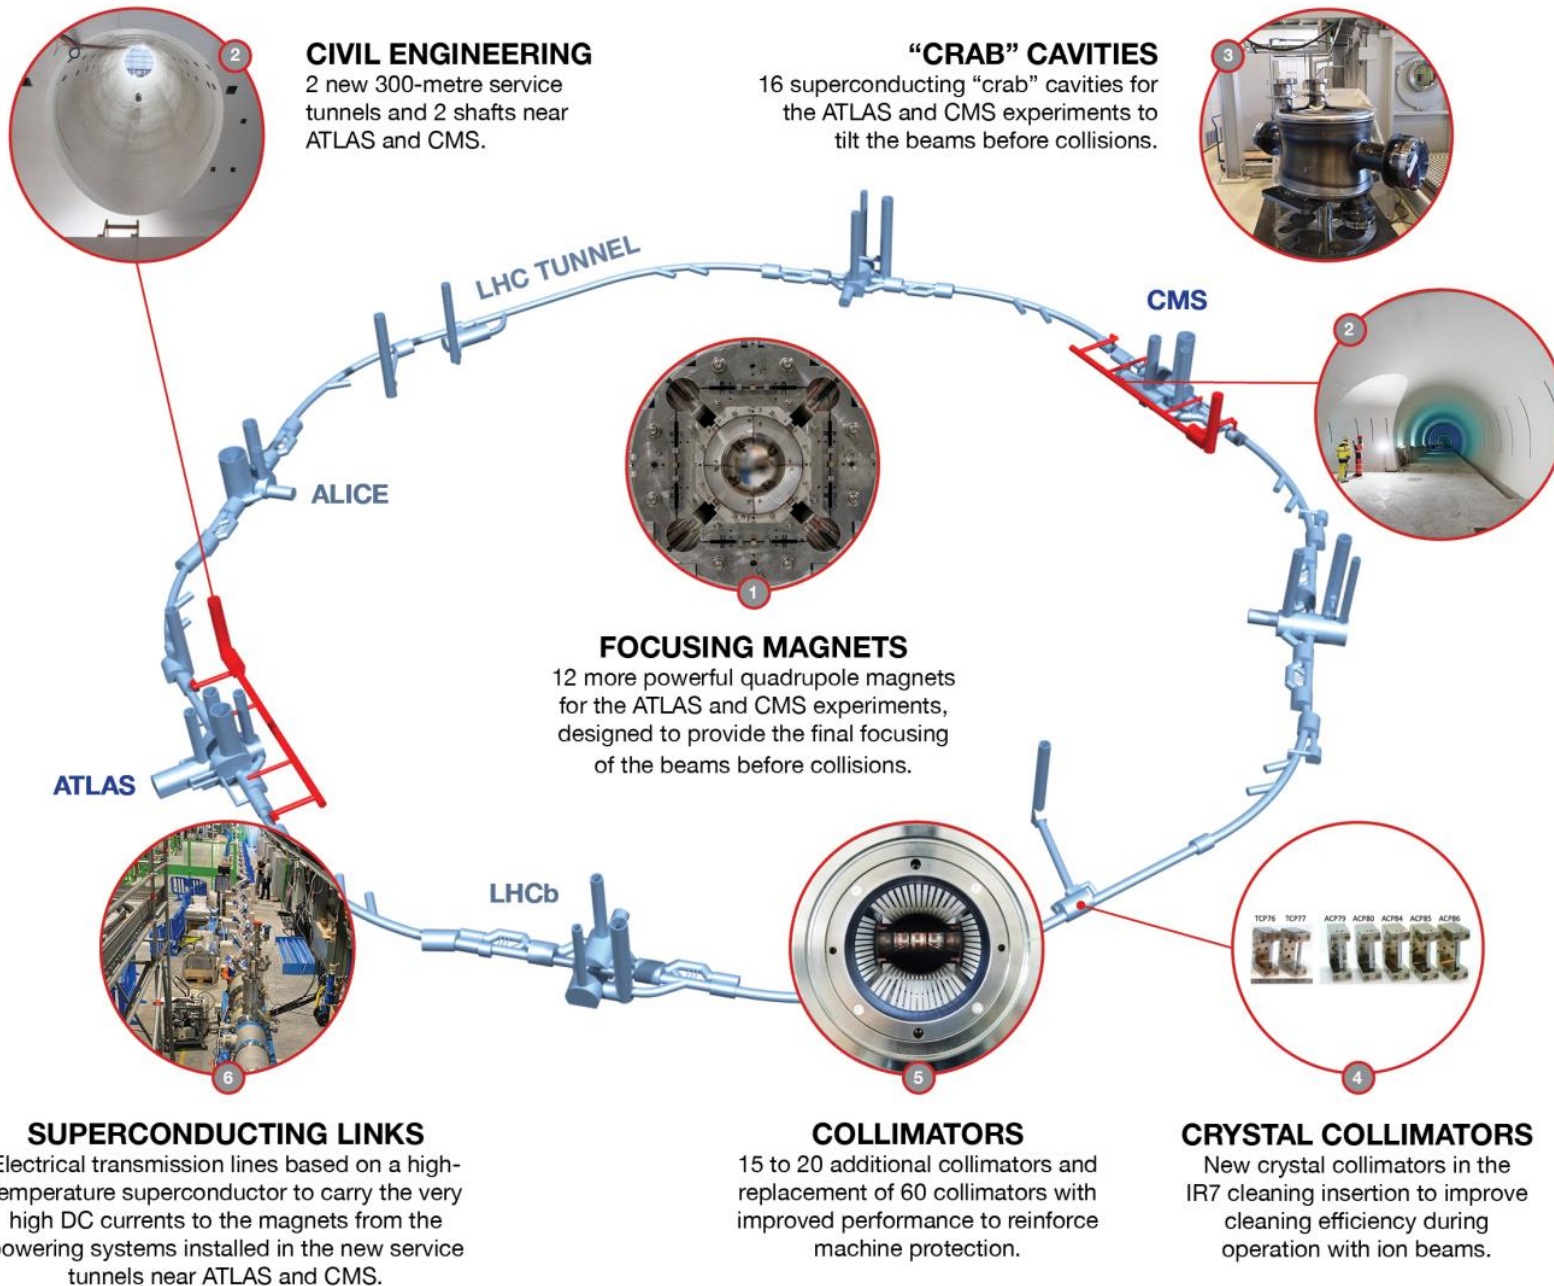 2
CIVIL ENGINEERING
2 new 300-metre service
tunnels and 2 shafts near
ATLAS and CMS.
“CRAB” CAVITIES
16 superconducting “crab” cavities for
the ATLAS and CMS experiments to
tilt the beams before collisions.
3
LHC TUNNEL
CMS
2
ALICE
1
FOCUSING MAGNETS
12 more powerful quadrupole magnets
for the ATLAS and CMS experiments,
designed to provide the final focusing
of the beams before collisions.
ATLAS
LHCb
TCP76 TCP77 ACP79 ACP80 ACP84 ACP85 ACP86
6
5
4
SUPERCONDUCTING LINKS
Electrical transmission lines based on a high-
temperature superconductor to carry the very
high DC currents to the magnets from the
powering systems installed in the new service
tunnels near ATLAS and CMS.
COLLIMATORS
15 to 20 additional collimators and
replacement of 60 collimators with
improved performance to reinforce
machine protection.
CRYSTAL COLLIMATORS
New crystal collimators in the
IR7 cleaning insertion to improve
cleaning efficiency during
operation with ion beams.